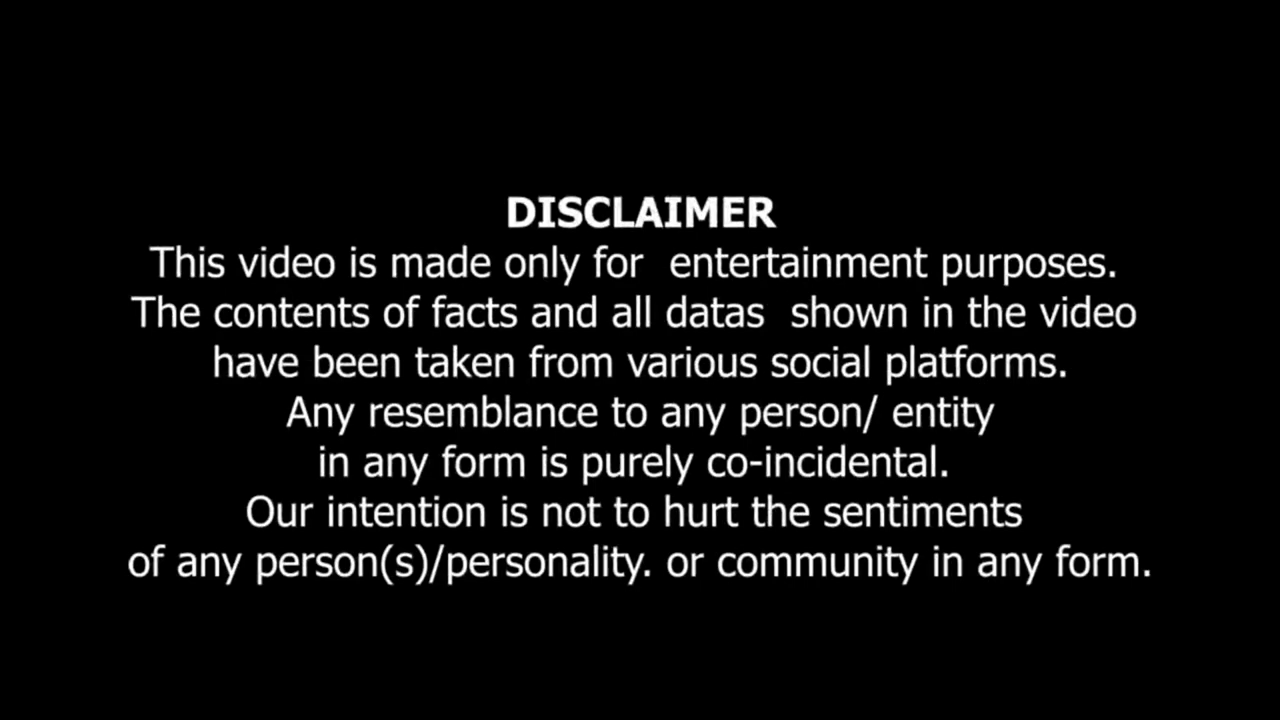 DISCLAIMER
This video is made only for  entertainment purposes.
The contents of facts and all datas  shown in the video
have been taken from various social platforms.
Any resemblance to any person/ entity
in any form is purely co-incidental.
Our intention is not to hurt the sentiments
of any person(s)/personality. or community in any form.